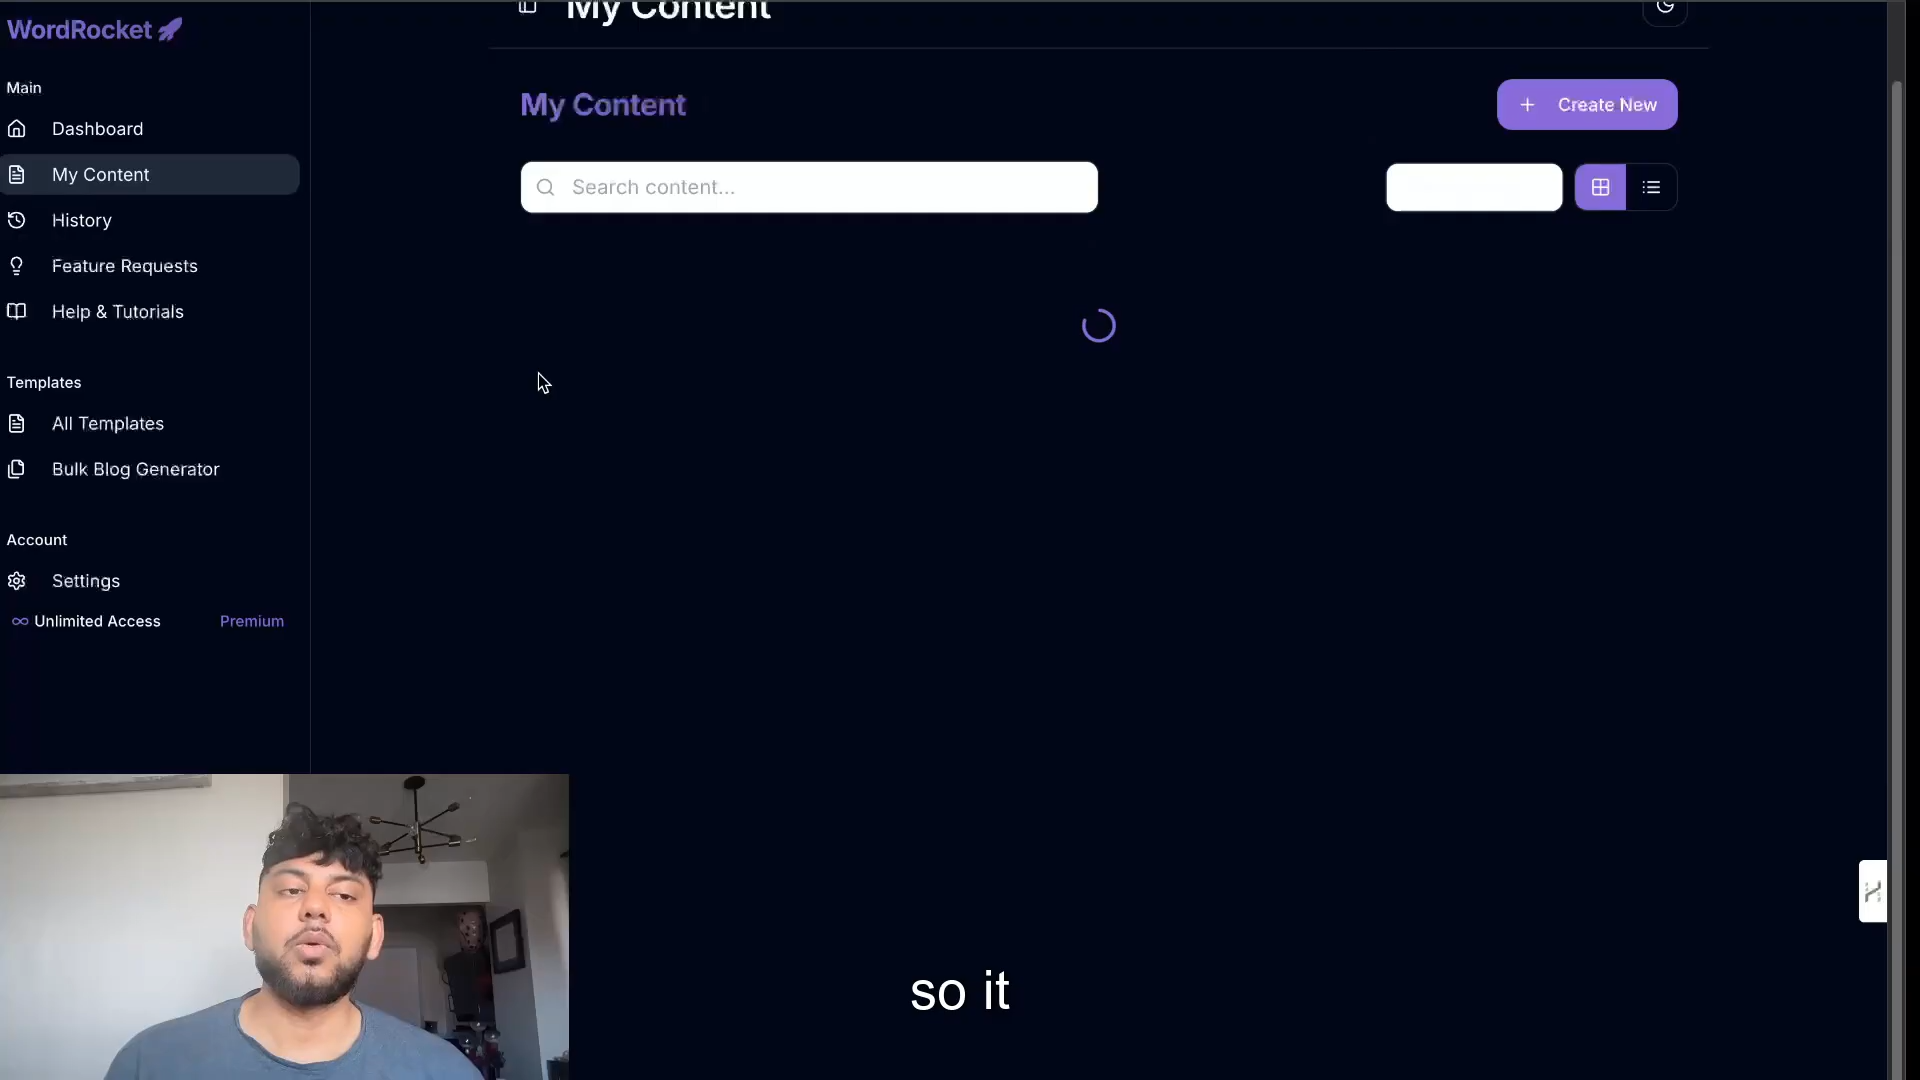 WordRocket
My Content
Main
Dashboard
My Content
History
Feature Requests
Help & Tutorials
Templates
All Templates
Bulk Blog Generator
Account
Settings
Unlimited Access
Premium
My Content
Create New
Search content...
so it